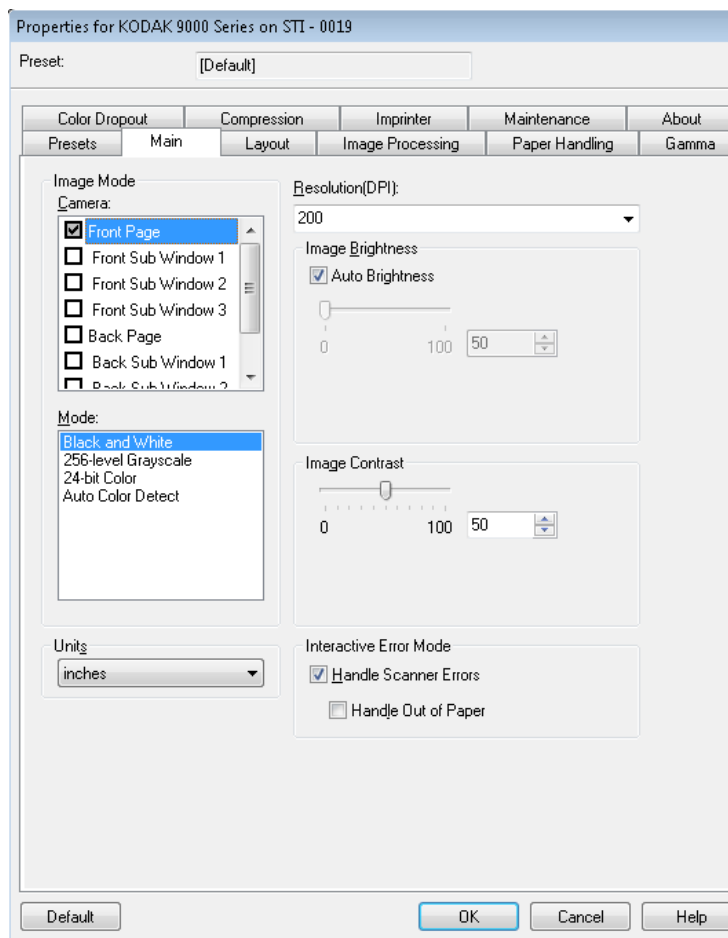 Properties for KODAK 9000 Series on STI - 0019
Preset: [Default]
Color Dropout Compression Imprinter Maintenance About
Presets Main Layout Image Processing Paper Handling Gamma
Image Mode
Camera:
Front Page
Front Sub Window 1
Front Sub Window 2
Front Sub Window 3
Back Page
Back Sub Window 1
Back Sub Window 2
Mode:
Black and White
256-level Grayscale
24-bit Color
Auto Color Detect
Units
inches
Resolution(DPI):
200
Image Brightness
Auto Brightness
0 100 50
Image Contrast
0 100 50
Interactive Error Mode
Handle Scanner Errors
Handle Out of Paper
Default OK Cancel Help